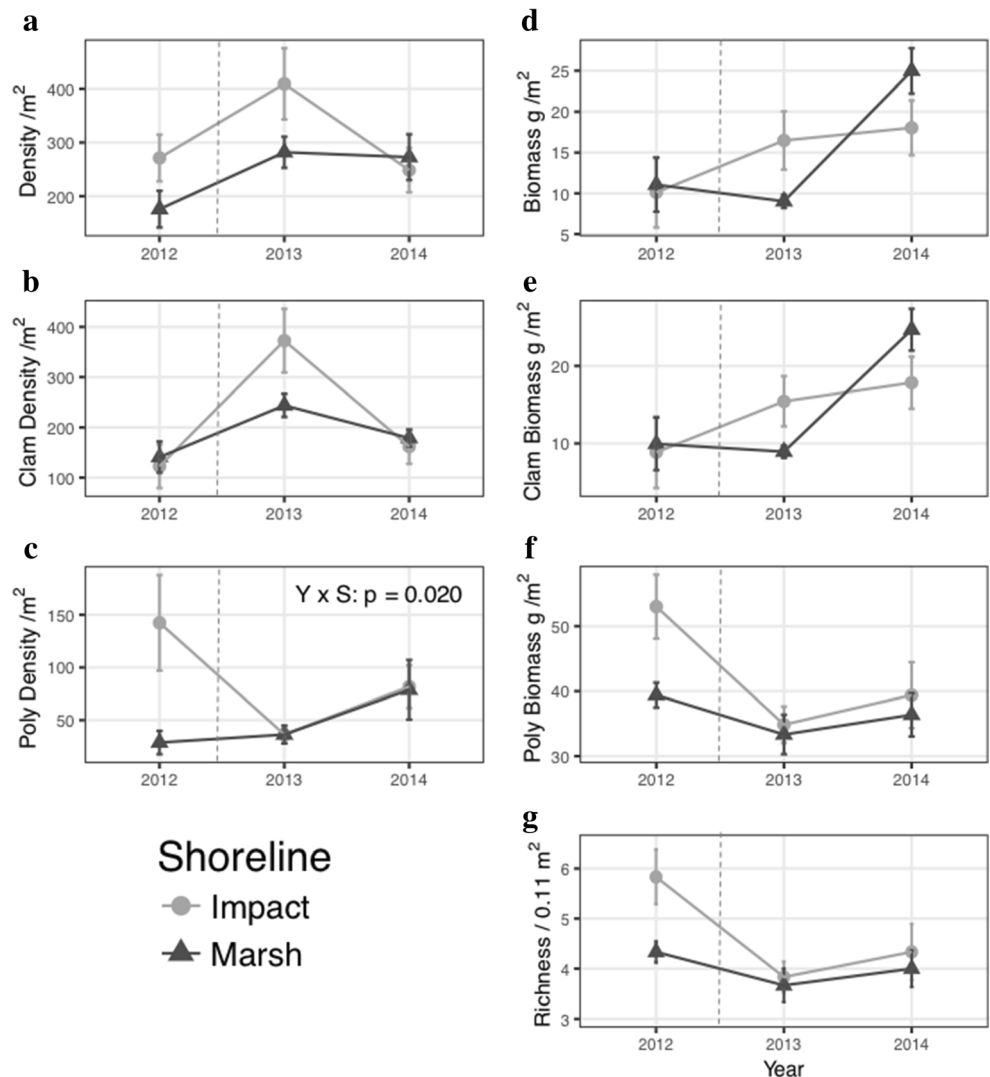 a
Density /m²
400
300
200
2012
2013
2014
b
Clam Density/m²
400
300
200
100
2012
2013
2014
c
Poly Density/m²
Y x S: p = 0.020
150
100
50
2012
2013
2014
Shoreline
Impact
Marsh
d
Biomass g /m²
25
20
15
10
5
2012
2013
2014
e
Clam Biomass g /m²
20
10
2012
2013
2014
f
Poly Biomass g /m²
50
40
30
2012
2013
2014
g
Richness / 0.11 m²
6
5
4
3
2012
2013
2014
Year